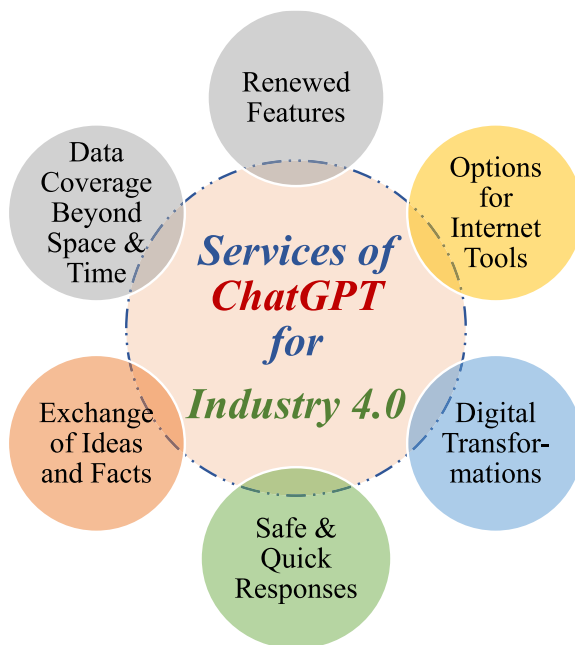 Renewed
Features
Options
for
Internet
Tools
Digital
Transfor-
mations
Safe &
Quick
Responses
Exchange
of Ideas
and Facts
Data
Coverage
Beyond
Space &
Time
Services of
ChatGPT
for
Industry 4.0